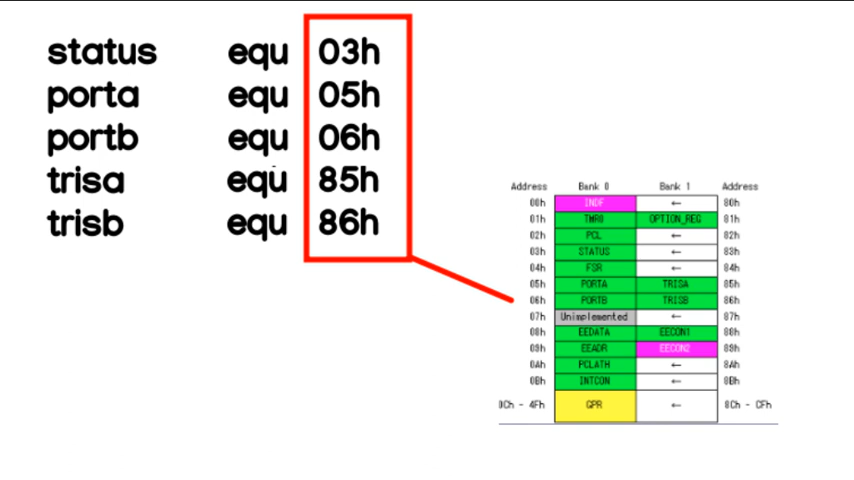 status equ 03h
porta equ 05h
portb equ 06h
trisa equ 85h
trisb equ 86h
Address Bank 0 Bank 1 Address
00h INDF ← 80h
01h TMR0 OPTION_REG 81h
02h PCL ← 82h
03h STATUS ← 83h
04h FSR ← 84h
05h PORTA TRISA 85h
06h PORTB TRISB 86h
07h Unimplemented ← 87h
08h EEDATA EECON1 88h
09h EEADR EECON2 89h
0Ah PCLATH ← 8Ah
0Bh INTCON ← 8Bh
0Ch - 4Fh GPR ← 8Ch - CFh